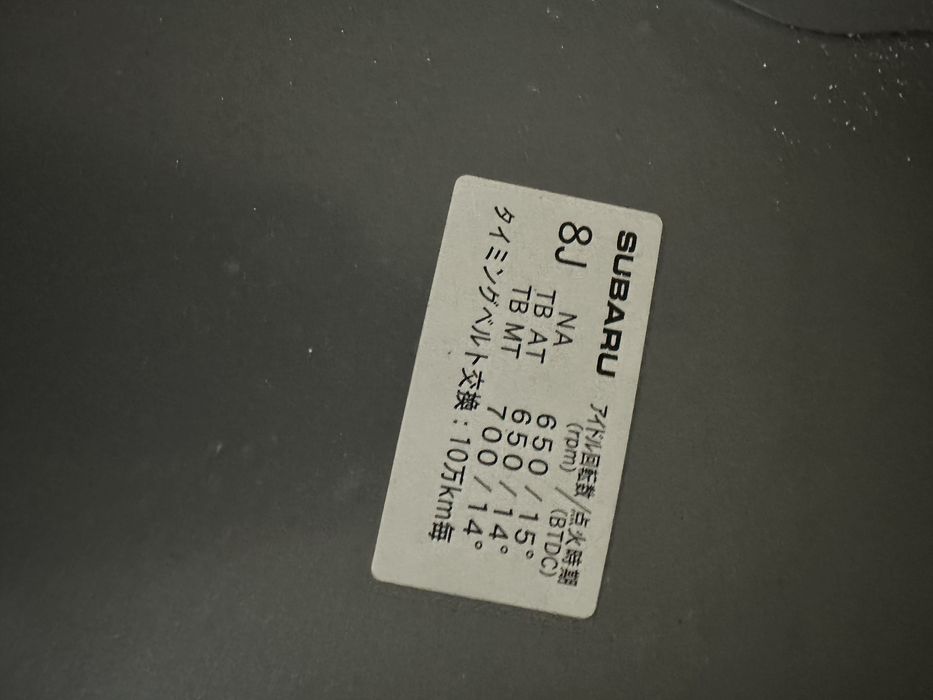 SUBARU アイドル回転数/点火時期
(rpm) / (BTDC)
8J NA 650 / 15°
TB AT 650 / 14°
TB MT 700 / 14°
タイミングベルト交換：10万km毎